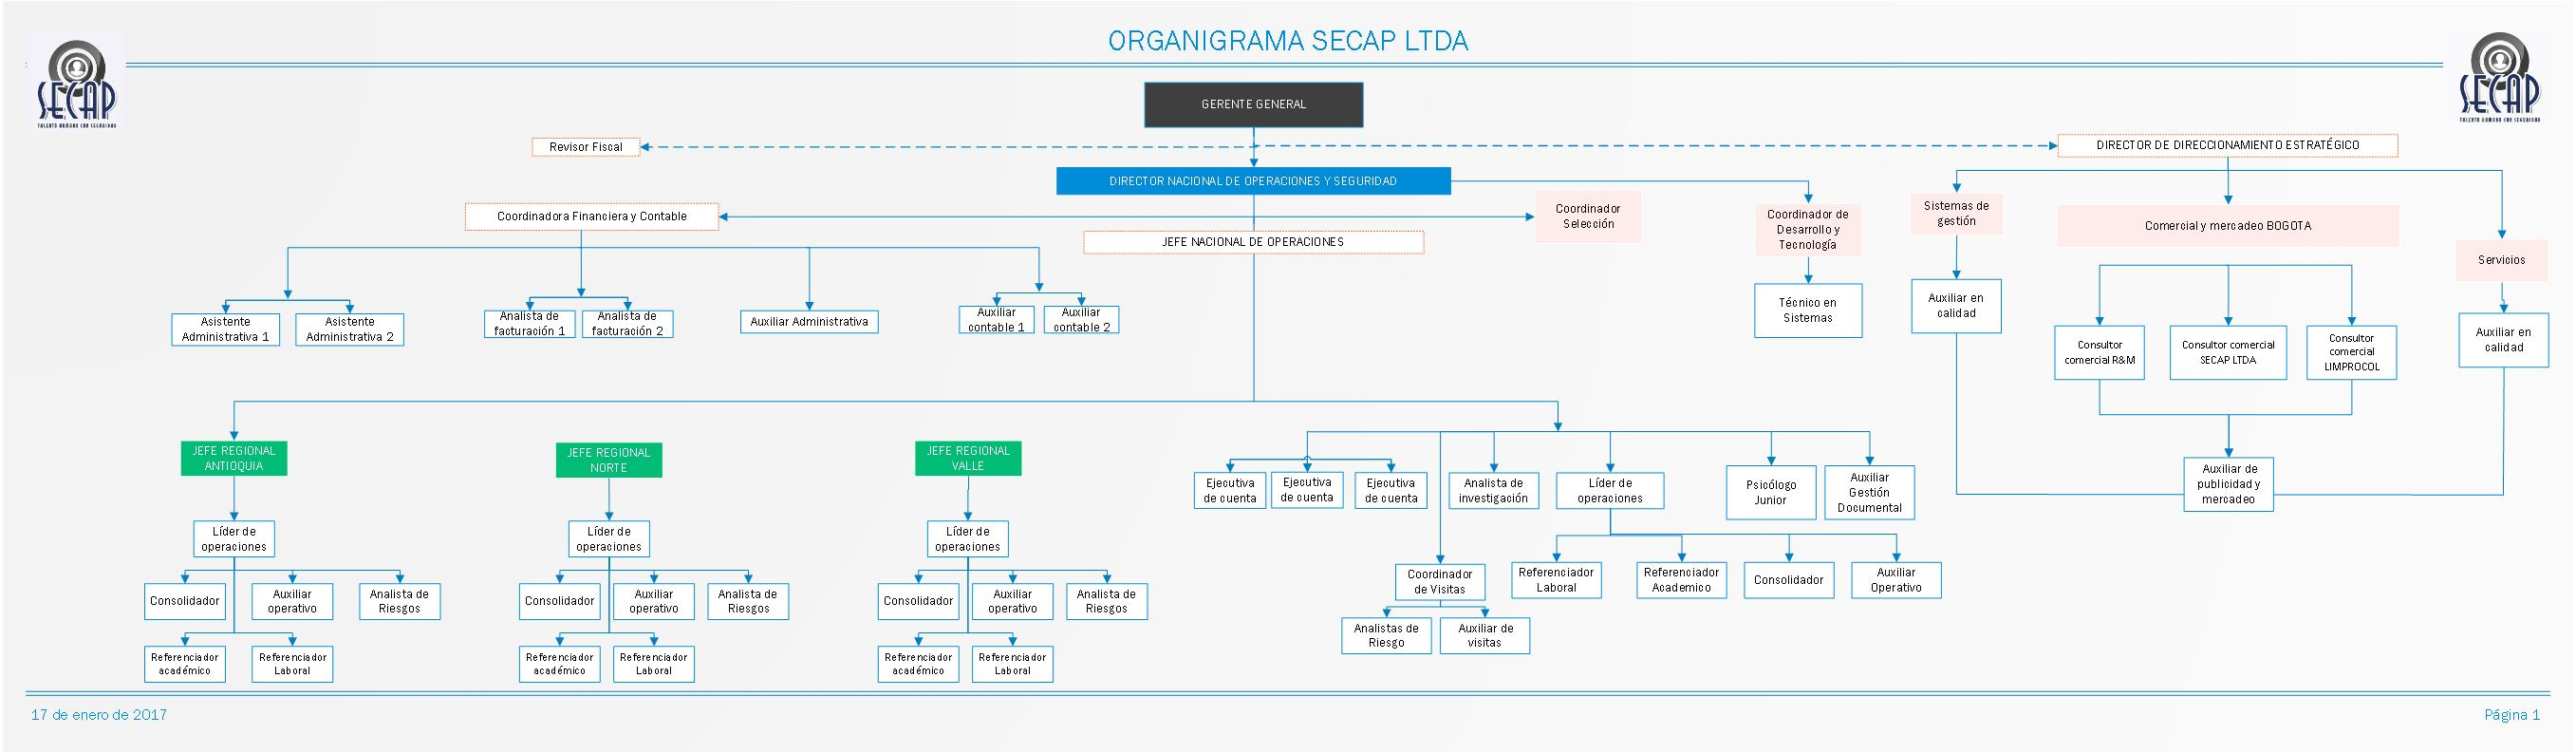 ORGANIGRAMA SECAP LTDA
SECAP
TALENTO HUMANO CON SEGURIDAD
SECAP
TALENTO HUMANO CON SEGURIDAD
GERENTE GENERAL
Revisor Fiscal
DIRECTOR DE DIRECCIONAMIENTO ESTRATÉGICO
DIRECTOR NACIONAL DE OPERACIONES Y SEGURIDAD
Coordinadora Financiera y Contable
Coordinador
Selección
JEFE NACIONAL DE OPERACIONES
Coordinador de
Desarrollo y
Tecnología
Sistemas de
gestión
Comercial y mercadeo BOGOTA
Servicios
Asistente
Administrativa 1
Asistente
Administrativa 2
Analista de
facturación 1
Analista de
facturación 2
Auxiliar Administrativa
Auxiliar
contable 1
Auxiliar
contable 2
Técnico en
Sistemas
Auxiliar en
calidad
Consultor
comercial R&M
Consultor comercial
SECAP LTDA
Consultor
comercial
LIMPROCOL
Auxiliar en
calidad
JEFE REGIONAL
ANTIOQUIA
JEFE REGIONAL
NORTE
JEFE REGIONAL
VALLE
Ejecutiva
de cuenta
Ejecutiva
de cuenta
Ejecutiva
de cuenta
Analista de
investigación
Líder de
operaciones
Psicólogo
Junior
Auxiliar
Gestión
Documental
Auxiliar de
publicidad y
mercadeo
Líder de
operaciones
Líder de
operaciones
Líder de
operaciones
Coordinador
de Visitas
Referenciador
Laboral
Referenciador
Academico
Consolidador
Auxiliar
Operativo
Consolidador
Auxiliar
operativo
Analista de
Riesgos
Consolidador
Auxiliar
operativo
Analista de
Riesgos
Consolidador
Auxiliar
operativo
Analista de
Riesgos
Analistas de
Riesgo
Auxiliar de
visitas
Referenciador
académico
Referenciador
Laboral
Referenciador
académico
Referenciador
Laboral
Referenciador
académico
Referenciador
Laboral
17 de enero de 2017
Página 1